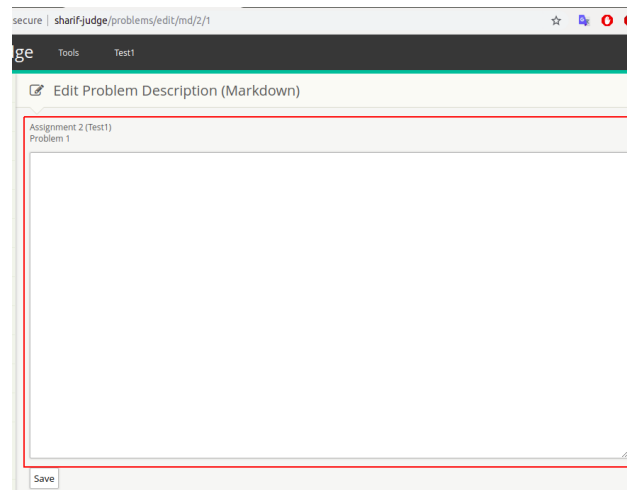 secure | sharif-judge/problems/edit/md/2/1
ge Tools Test1
Edit Problem Description (Markdown)
Assignment 2 (Test1)
Problem 1
Save